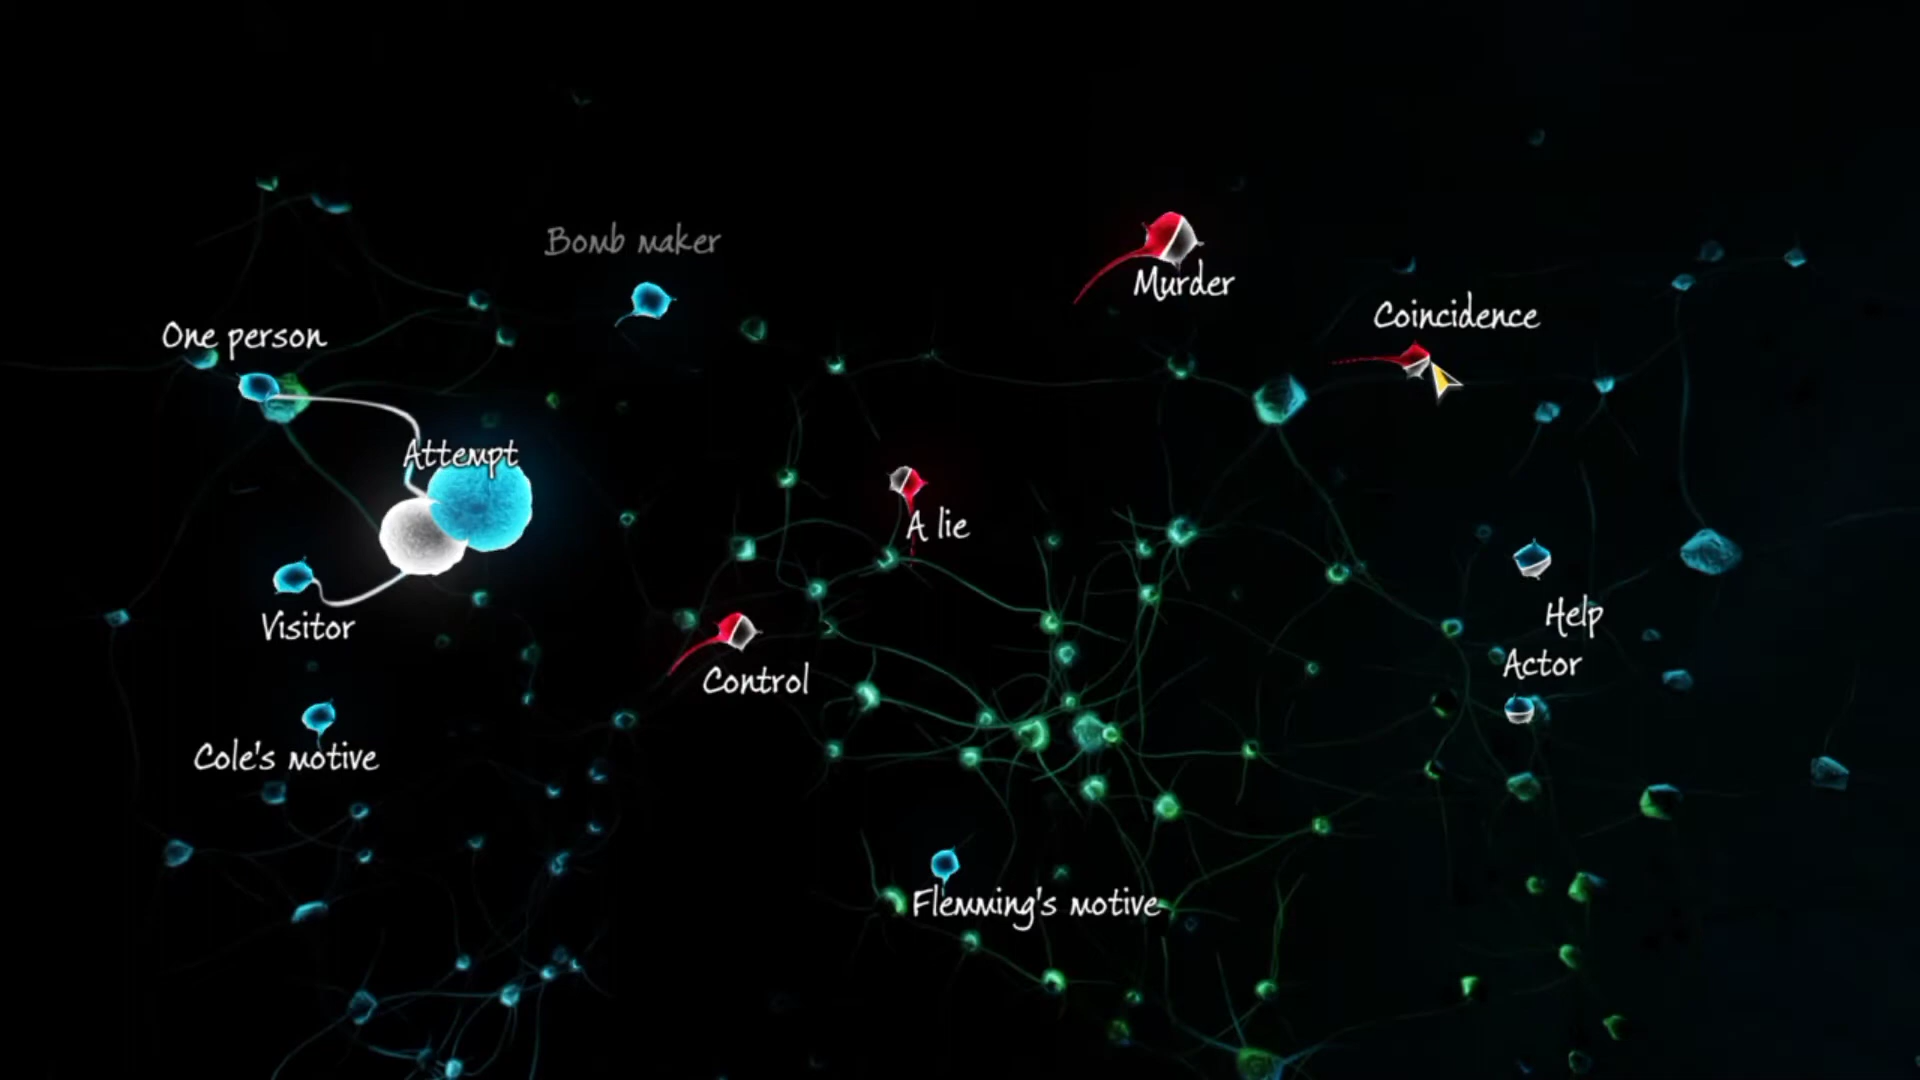 Bomb maker
Murder
Coincidence
One person
Attempt
A lie
Help
Visitor
Actor
Control
Cole's motive
Flemming's motive